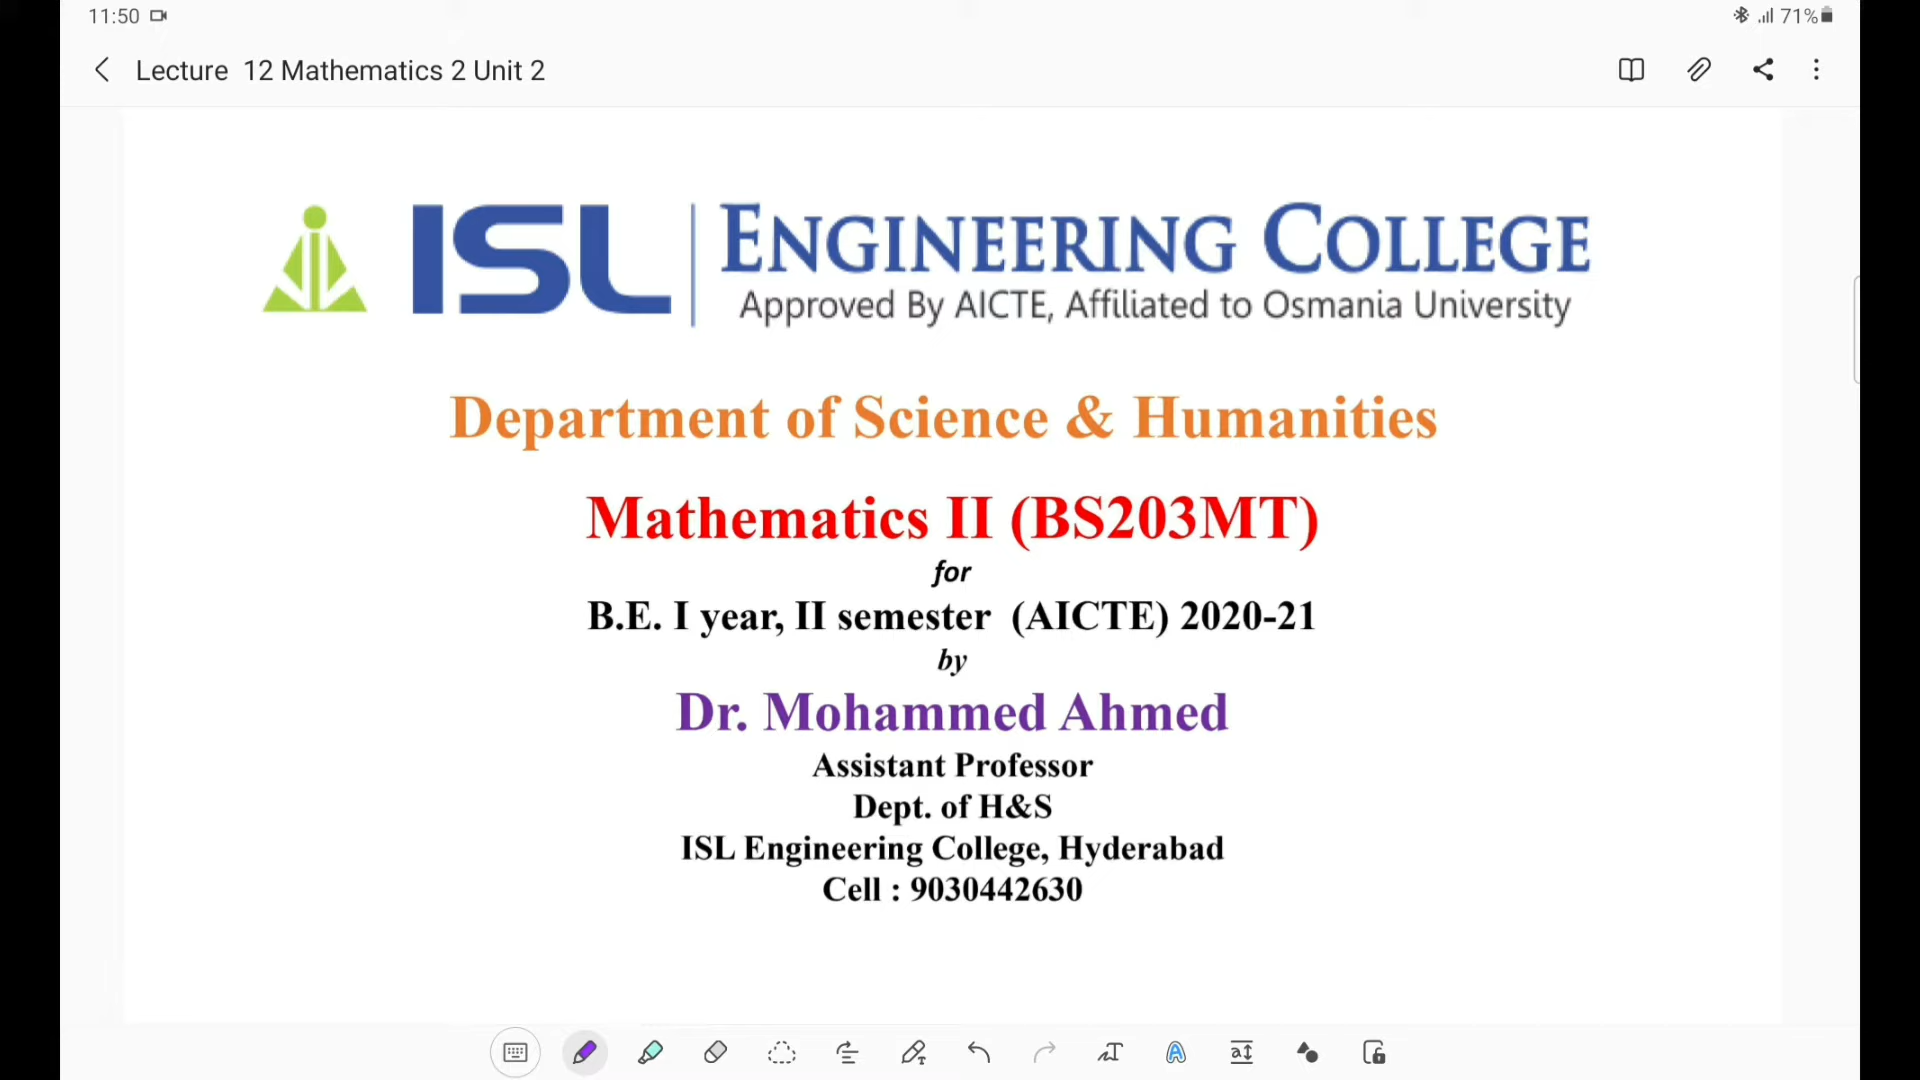 11:50
71%
Lecture 12 Mathematics 2 Unit 2
ISL ENGINEERING COLLEGE
Approved By AICTE, Affiliated to Osmania University
Department of Science & Humanities
Mathematics II (BS203MT)
for
B.E. I year, II semester (AICTE) 2020-21
by
Dr. Mohammed Ahmed
Assistant Professor
Dept. of H&S
ISL Engineering College, Hyderabad
Cell : 9030442630